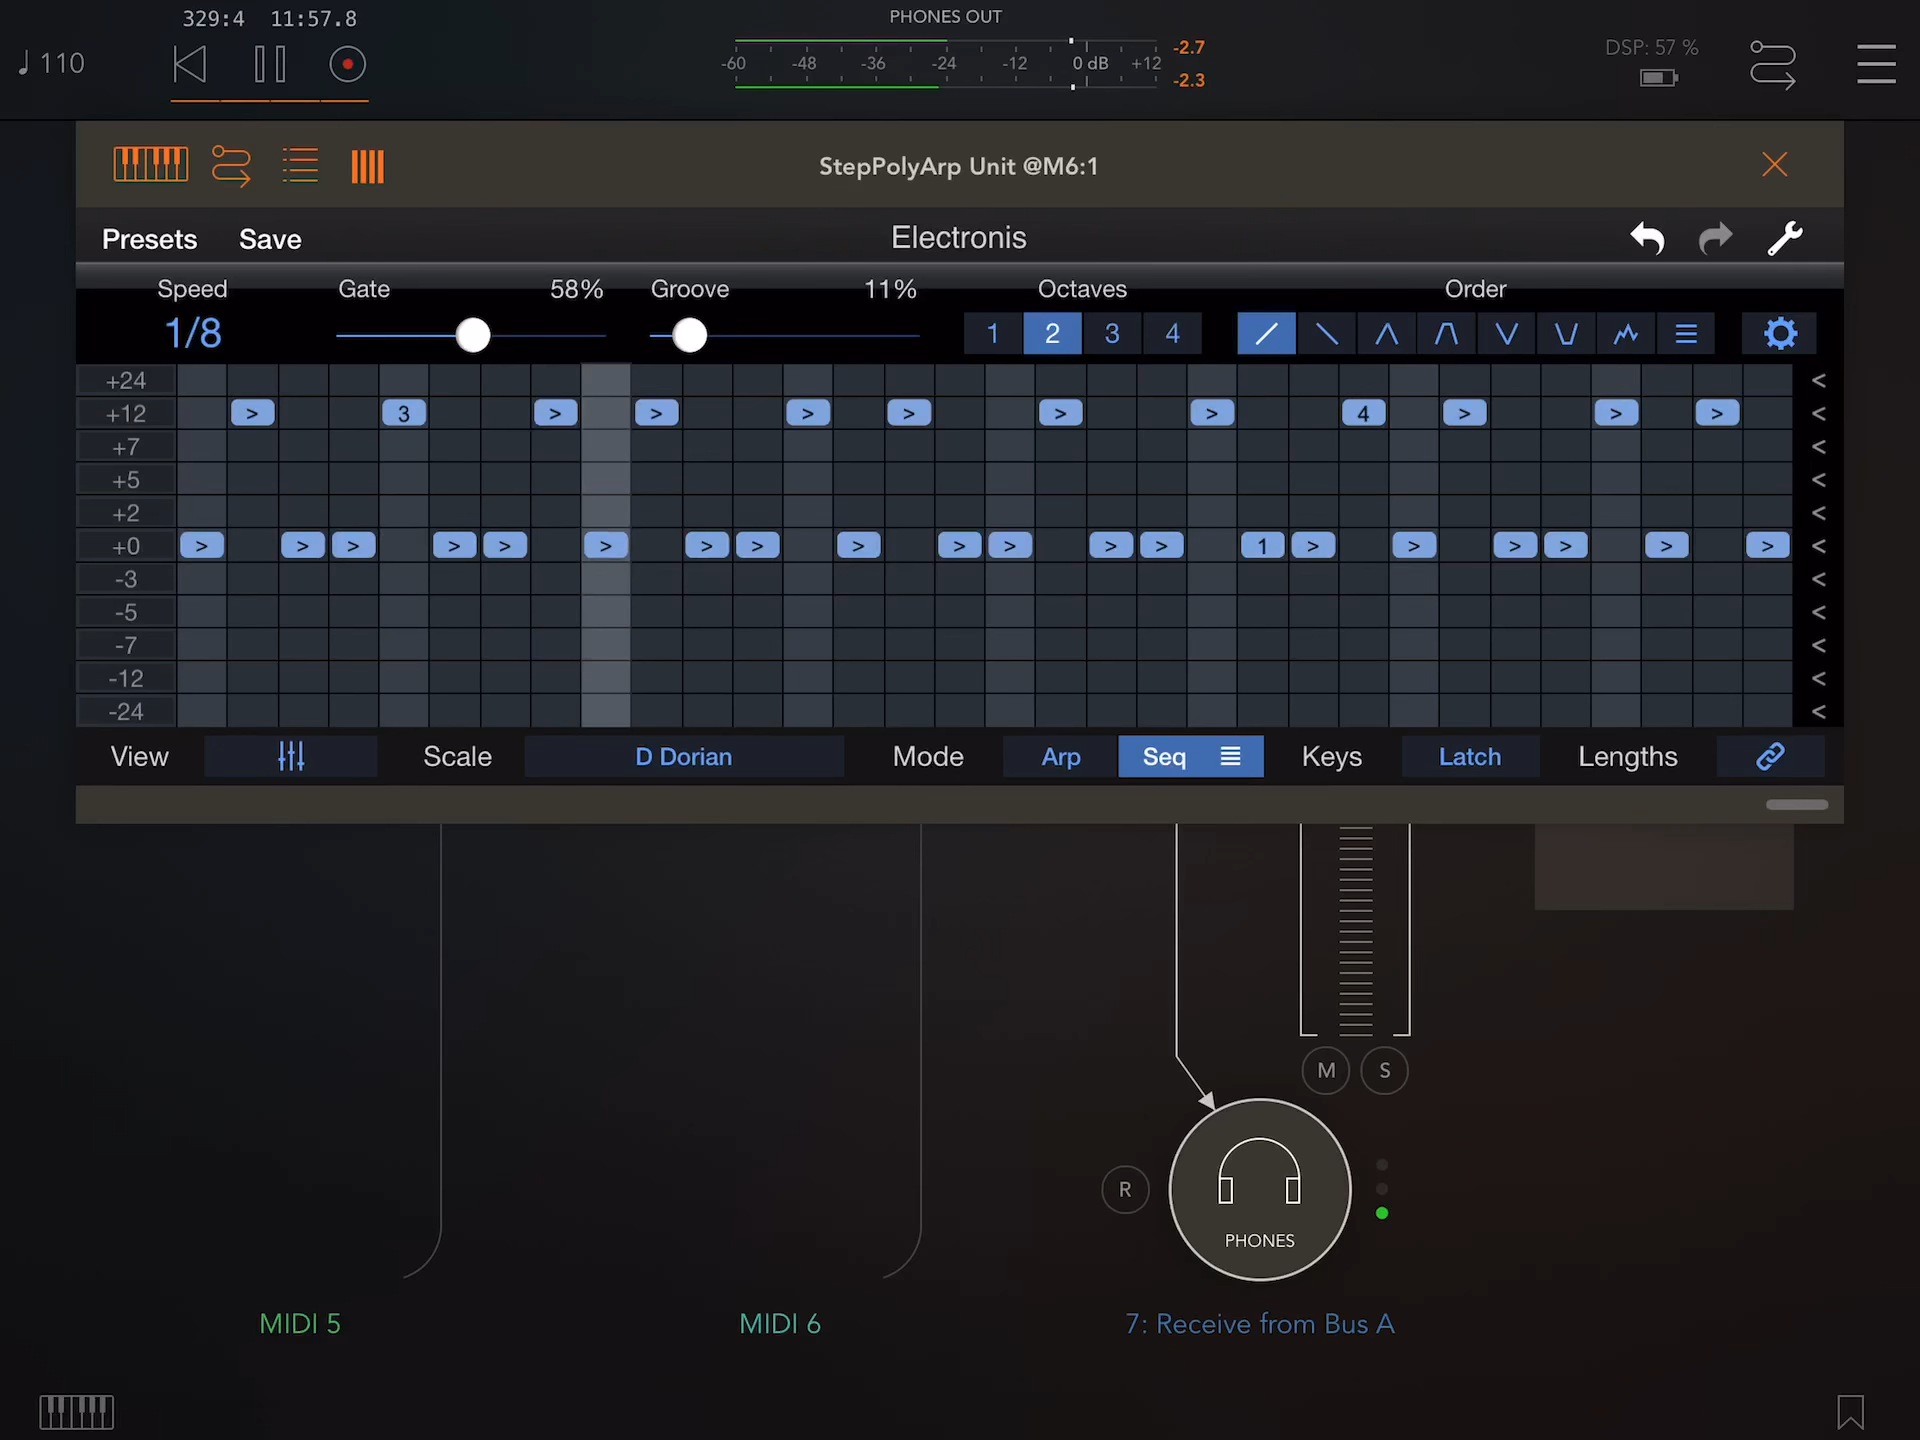 329:4 11:57.8
PHONES OUT
110
-60 -48 -36 -24 -12 0 dB +12
-2.7
-2.3
DSP: 57 %
StepPolyArp Unit @M6:1
Presets Save Electronis
Speed Gate 58% Groove 11% Octaves Order
1/8 1 2 3 4
+24 <
+12 > 3 > > > > > > 4 > > > <
+7 <
+5 <
+2 <
+0 > > > > > > > > > > > > > 1 > > > > > > <
-3 <
-5 <
-7 <
-12 <
-24 <
View Scale D Dorian Mode Arp Seq Keys Latch Lengths
M S
R
PHONES
MIDI 5 MIDI 6 7: Receive from Bus A